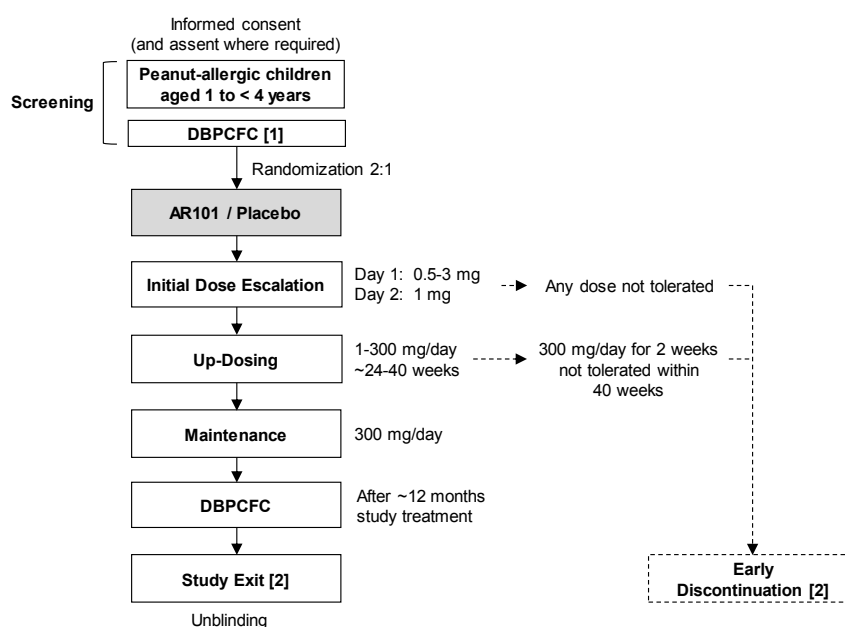 Informed consent
(and assent where required)
Screening
Peanut-allergic children
aged 1 to < 4 years
DBPCFC [1]
Randomization 2:1
AR101 / Placebo
Initial Dose Escalation
Day 1: 0.5-3 mg
Day 2: 1 mg
Any dose not tolerated
Up-Dosing
1-300 mg/day
~24-40 weeks
300 mg/day for 2 weeks
not tolerated within
40 weeks
Maintenance
300 mg/day
DBPCFC
After ~12 months
study treatment
Study Exit [2]
Early
Discontinuation [2]
Unblinding